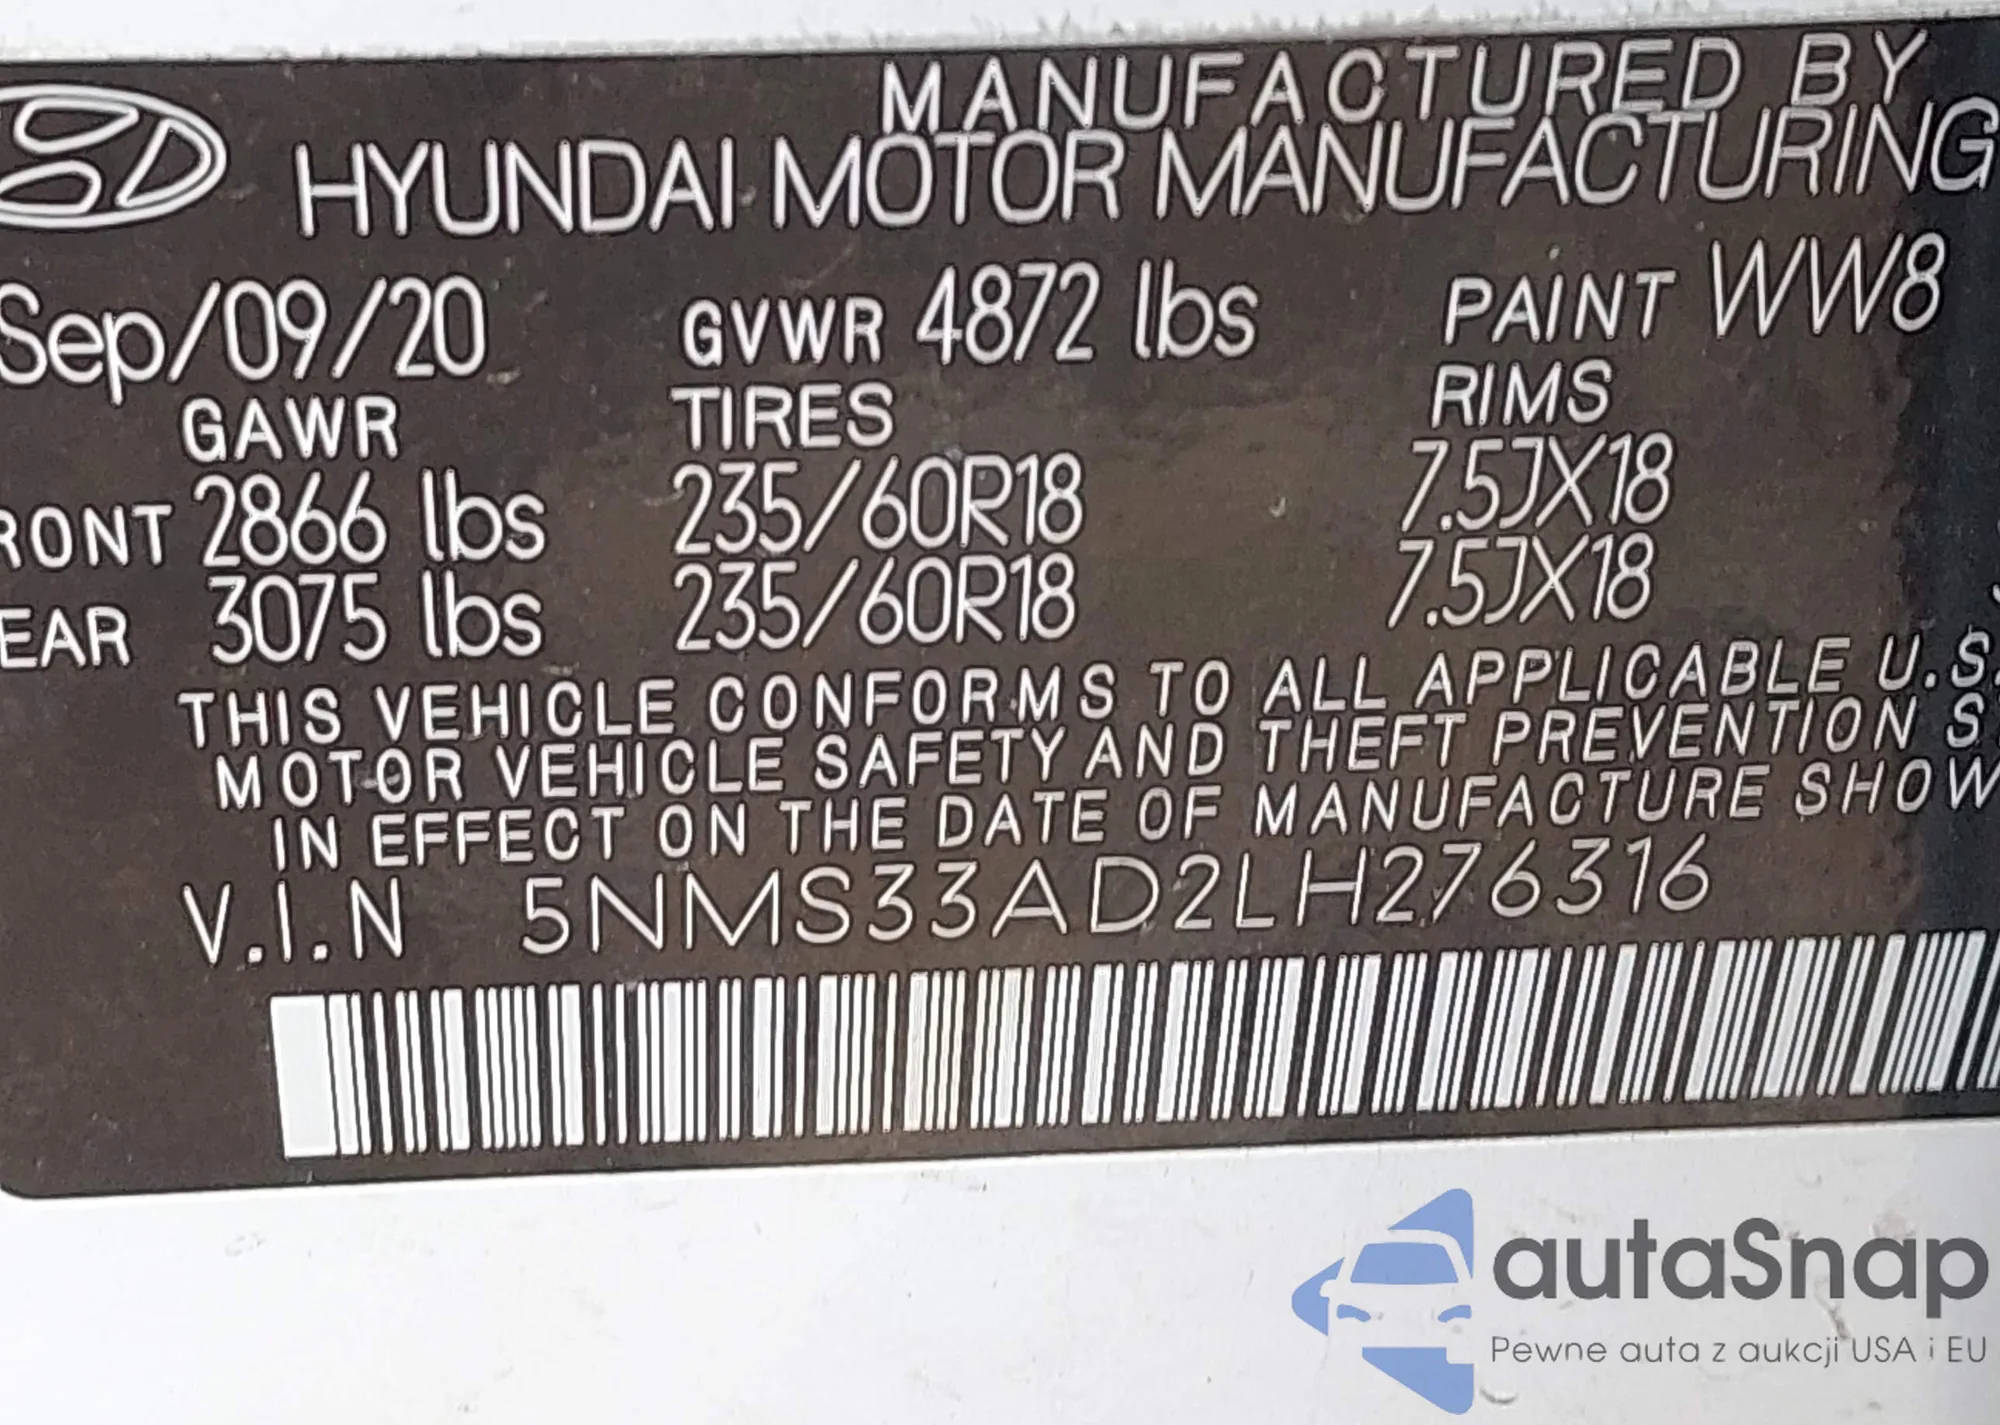 MANUFACTURED BY
HYUNDAI MOTOR MANUFACTURING
Sep/09/20 GVWR 4872 lbs PAINT WW8
GAWR TIRES RIMS
RONT 2866 lbs 235/60R18 7.5JX18
EAR 3075 lbs 235/60R18 7.5JX18
THIS VEHICLE CONFORMS TO ALL APPLICABLE U.S.
MOTOR VEHICLE SAFETY AND THEFT PREVENTION
IN EFFECT ON THE DATE OF MANUFACTURE SHOW
V.I.N 5NMS33AD2LH276316
autoSnap
Pewne auta z aukcji USA i EU